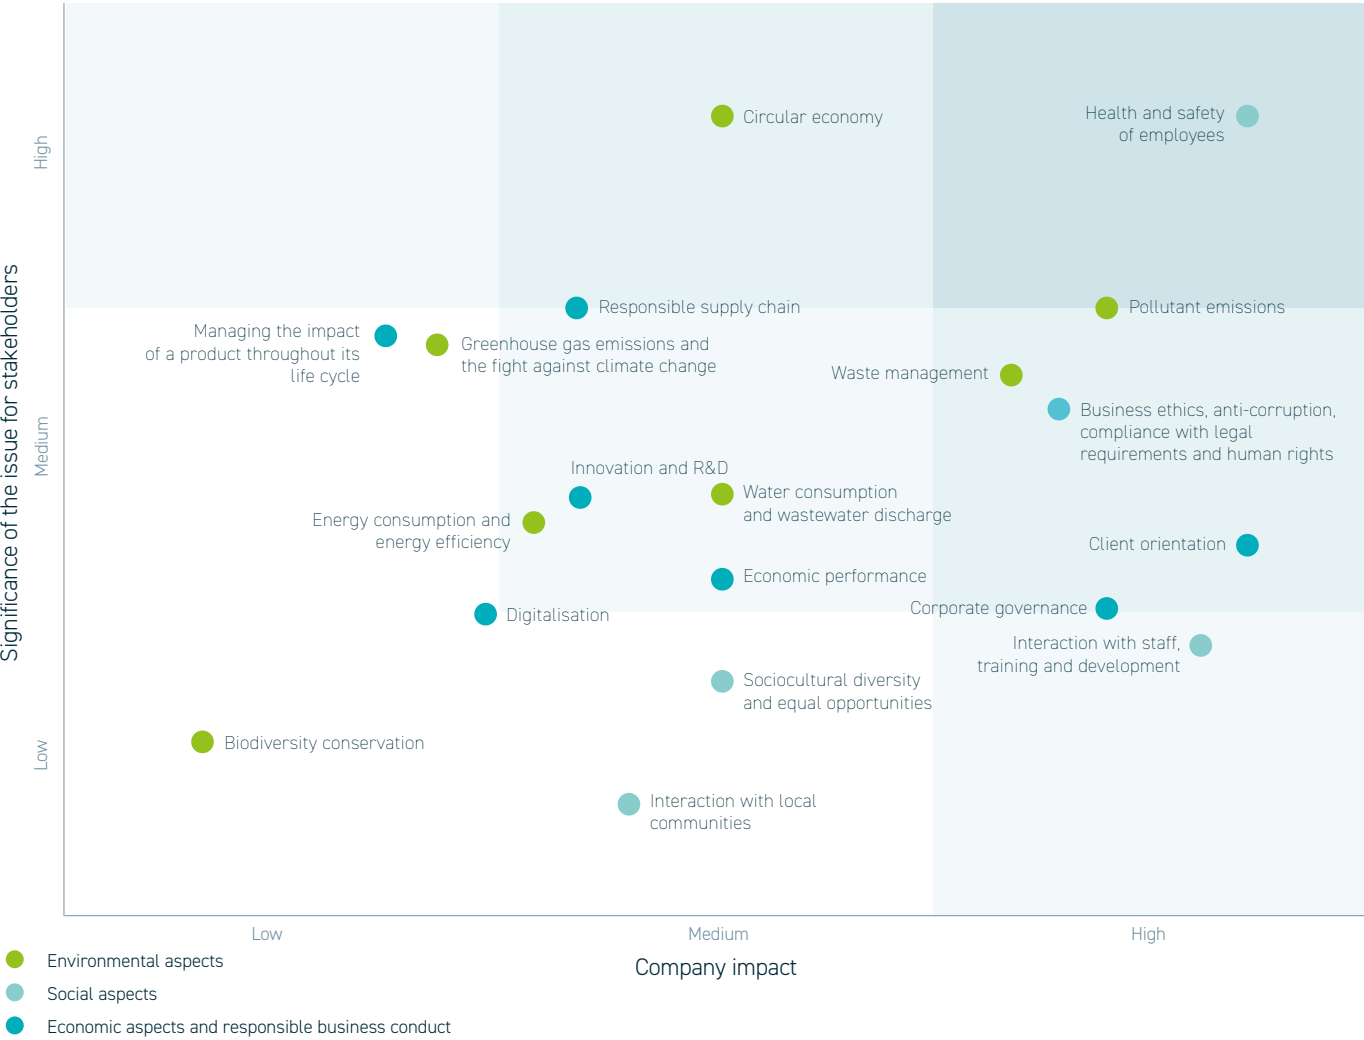 Significance of the issue for stakeholders
High
Medium
Low
Circular economy
Health and safety
of employees
Responsible supply chain
Pollutant emissions
Managing the impact
of a product throughout its
life cycle
Greenhouse gas emissions and
the fight against climate change
Waste management
Business ethics, anti-corruption,
compliance with legal
requirements and human rights
Innovation and R&D
Water consumption
and wastewater discharge
Energy consumption and
energy efficiency
Client orientation
Economic performance
Corporate governance
Digitalisation
Interaction with staff,
training and development
Sociocultural diversity
and equal opportunities
Biodiversity conservation
Interaction with local
communities
Low
Medium
High
Company impact
Environmental aspects
Social aspects
Economic aspects and responsible business conduct